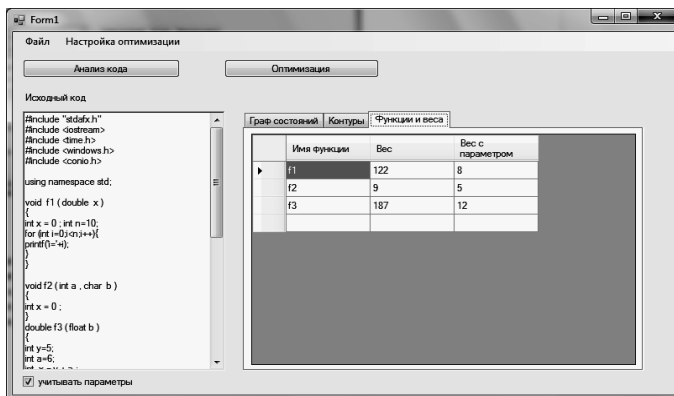 Form1
Файл Настройка оптимизации
Анализ кода Оптимизация
Исходный код
#include "stdafx.h"
#include <iostream>
#include <time.h>
#include <windows.h>
#include <conio.h>
using namespace std;
void f1 ( double x )
{
int x = 0 ; int n=10;
for (int i=0;i<n;i++){
printf('i='+i);
}
}
void f2 ( int a , char b )
{
int x = 0 ;
}
double f3 ( float b )
{
int y=5;
int a=6;
int x = y + a ;
учитывать параметры
Граф состояний Контуры Функции и веса
Имя функции Вес Вес с параметром
f1 122 8
f2 9 5
f3 187 12